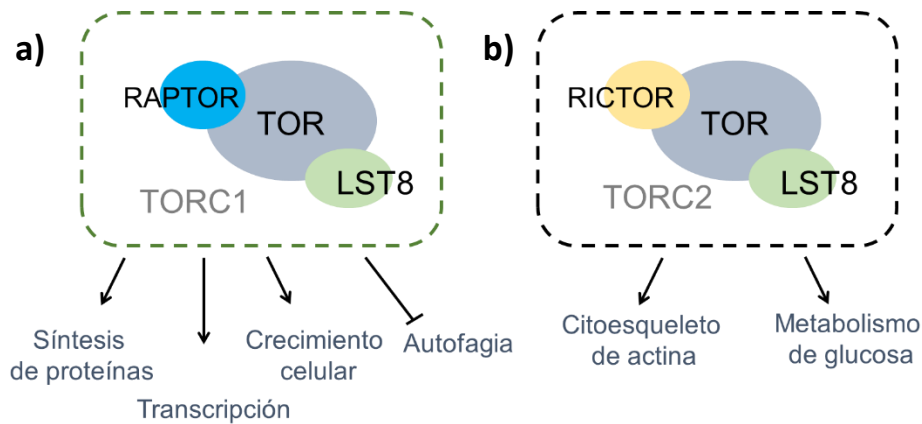 a)
RAPTOR
TOR
LST8
TORC1
Síntesis
de proteínas
Transcripción
Crecimiento
celular
Autofagia
b)
RICTOR
TOR
LST8
TORC2
Citoesqueleto
de actina
Metabolismo
de glucosa